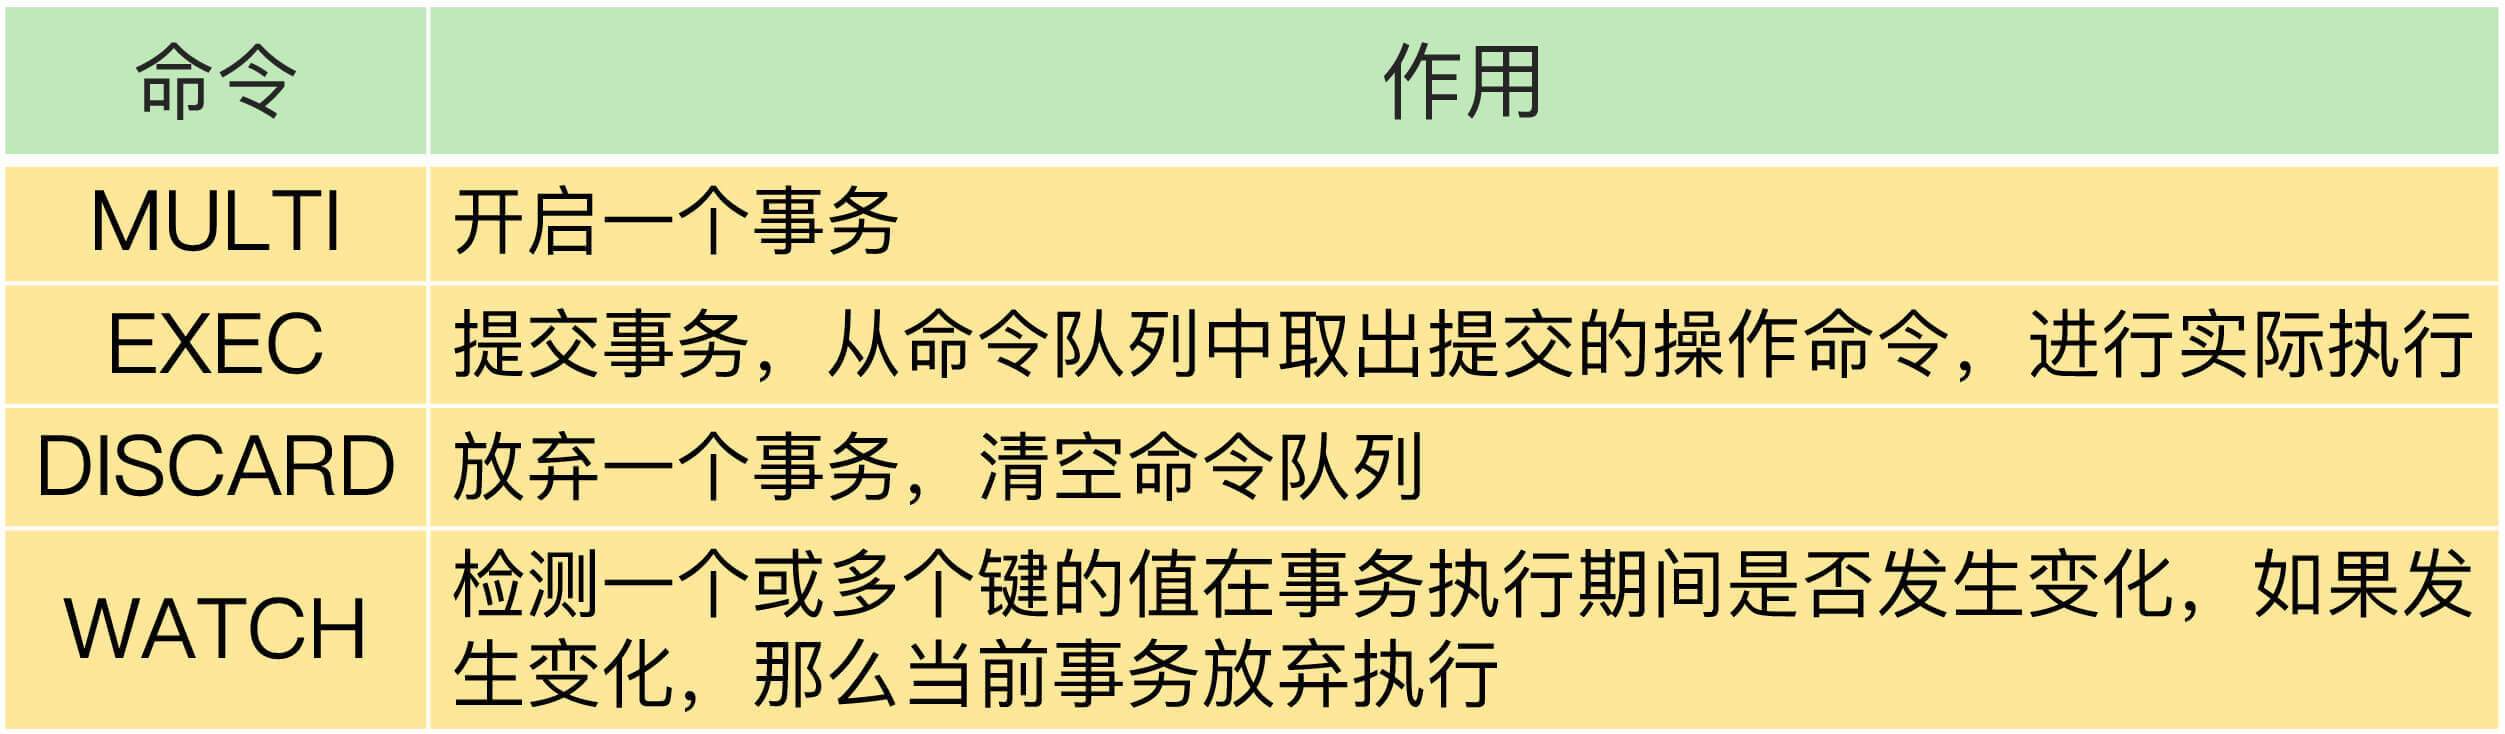 命令 作用
MULTI 开启一个事务
EXEC 提交事务，从命令队列中取出提交的操作命令，进行实际执行
DISCARD 放弃一个事务，清空命令队列
WATCH 检测一个或多个键的值在事务执行期间是否发生变化，如果发
生变化，那么当前事务放弃执行